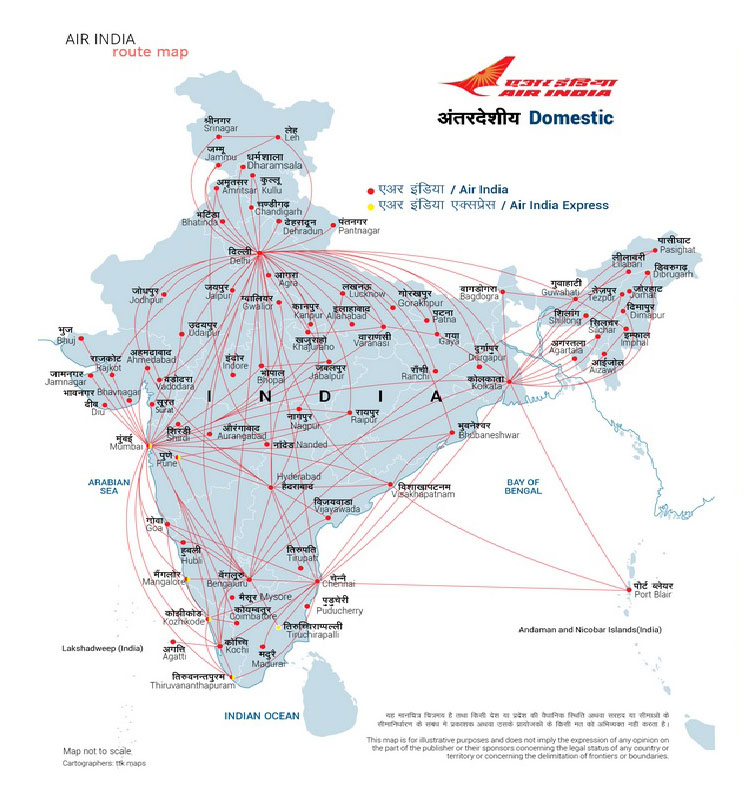 AIR INDIA
route map
एअर इंडिया
AIR INDIA
अंतरदेशीय Domestic
एअर इंडिया / Air India
एअर इंडिया एक्सप्रेस / Air India Express
श्रीनगर
Srinagar
लेह
Leh
जम्मू
Jammu
धर्मशाला
Dharamsala
अमृतसर
Amritsar
कुल्लू
Kulllu
चण्डीगढ़
Chandigarh
भटिंडा
Bhatinda
देहरादून
Dehradun
पंतनगर
Pantnagar
दिल्ली
Delhi
पासीघाट
Pasighat
लीलाबरी
Lilabari
डिबरुगढ़
Dibrugarh
आगरा
Agra
जोधपुर
Jodhpur
जयपुर
Jaipur
ग्वालियर
Gwalior
लखनऊ
Lucknow
गोरखपुर
Gorakhpur
बागडोगरा
Bagdogra
गुवाहाटी
Guwahati
तेज़पुर
Tezpur
जोरहाट
Jorhat
कानपुर
Kanpur
इलाहाबाद
Allahabad
पटना
Patna
शिलाँग
Shillong
दिमापुर
Dimapur
भुज
Bhuj
उदयपुर
Udaipur
खजुराहो
Khajuraho
वाराणसी
Varanasi
गया
Gaya
सिलचर
Silchar
इम्फाल
Imphal
राजकोट
Rajkot
अहमदाबाद
Ahmedabad
इंदौर
Indore
भोपाल
Bhopal
जबलपुर
Jabalpur
राँची
Ranchi
दुर्गापुर
Durgapur
अगरतला
Agartala
आईजोल
Aizawl
जामनगर
Jamnagar
वडोदरा
Vadodara
कोलकाता
Kolkata
भावनगर Bhavnagar
दीव
Diu
सूरत
Surat
INDIA
नागपुर
Nagpur
रायपुर
Raipur
मुंबई
Mumbai
शिरडी
Shirdi
औरंगाबाद
Aurangabad
नांदेड Nanded
भुवनेश्वर
Bhubaneshwar
पुणे
Pune
ARABIAN
SEA
Hyderabad
हैदराबाद
विशाखापटनम
Visakhapatnam
BAY OF
BENGAL
विजयवाडा
Vijayawada
गोवा
Goa
हुबली
Hubli
तिरुपति
Tirupati
मैंगलोर
Mangalore
बेंगलुरु
Bengaluru
चेन्नै
Chennai
पोर्ट ब्लेयर
Port Blair
मैसूर Mysore
कोयम्बतूर
Coimbatore
पुडुचेरी
Puducherry
कोझीकोड
Kozhikode
तिरुच्चिराप्पल्ली
Tiruchirapalli
Andaman and Nicobar Islands(India)
Lakshadweep (India)
अगत्ति
Agatti
कोच्चि
Kochi
मदुरै
Madurai
तिरुवनन्तपुरम
Thiruvananthapuram
INDIAN OCEAN
This map is for illustrative purposes and does not imply the expression of any opinion on
the part of the publisher or their sponsors concerning the legal status of any country or
territory or concerning the delimitation of frontiers or boundaries.
Map not to scale
Cartographers: ttk maps